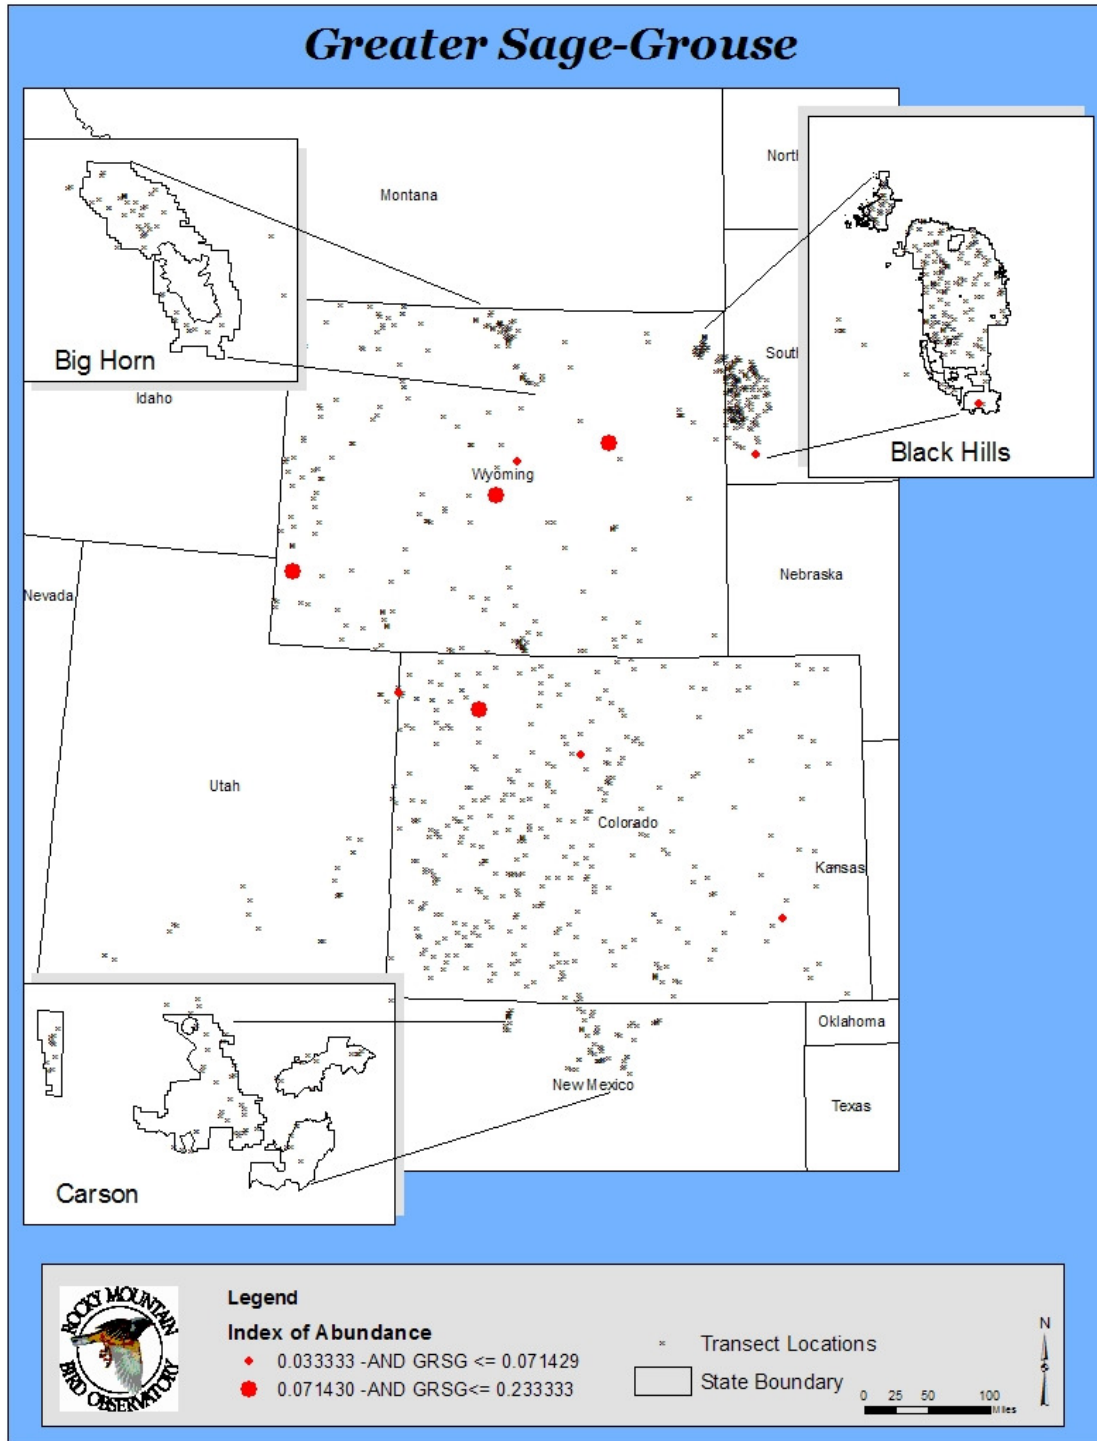 Greater Sage-Grouse
Montana
North
Big Horn
Idaho
South
Black Hills
Wyoming
Nebraska
Nevada
Utah
Colorado
Kansas
Oklahoma
New Mexico
Texas
Carson
ROCKY MOUNTAIN
BIRD OBSERVATORY
Legend
Index of Abundance
0.033333 -AND GRSG <= 0.071429
0.071430 -AND GRSG<= 0.233333
Transect Locations
State Boundary
N
S
0 25 50 100
Miles